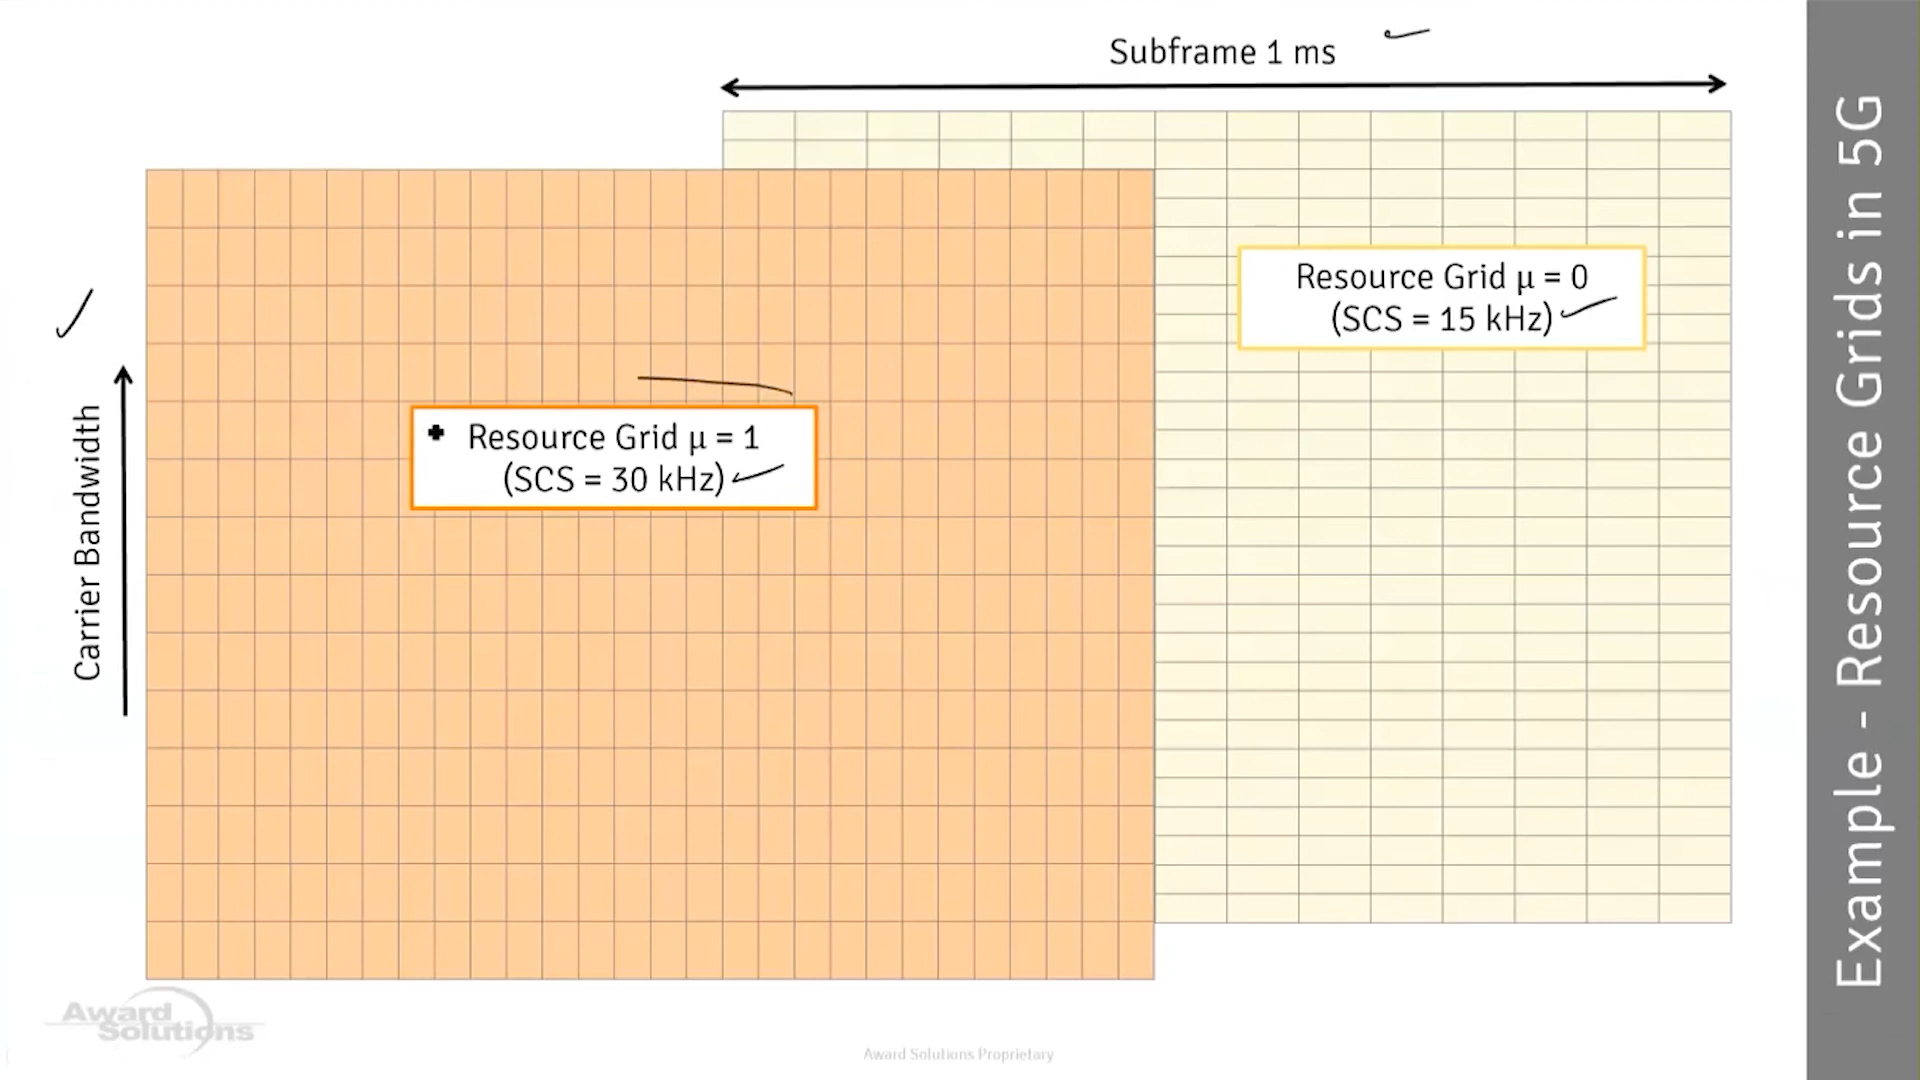 Subframe 1 ms
Resource Grid µ = 0
(SCS = 15 kHz)
Resource Grid µ = 1
(SCS = 30 kHz)
Carrier Bandwidth
Example - Resource Grids in 5G
Award
Solutions
Award Solutions Proprietary